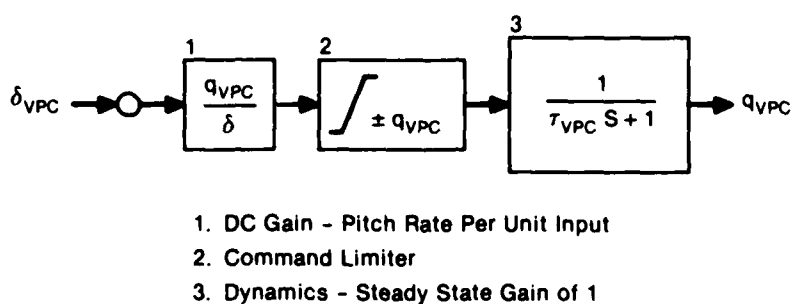 1
2
3
δVPC
qVPC
δ
± qVPC
1
τVPC S + 1
qVPC
1. DC Gain - Pitch Rate Per Unit Input
2. Command Limiter
3. Dynamics - Steady State Gain of 1